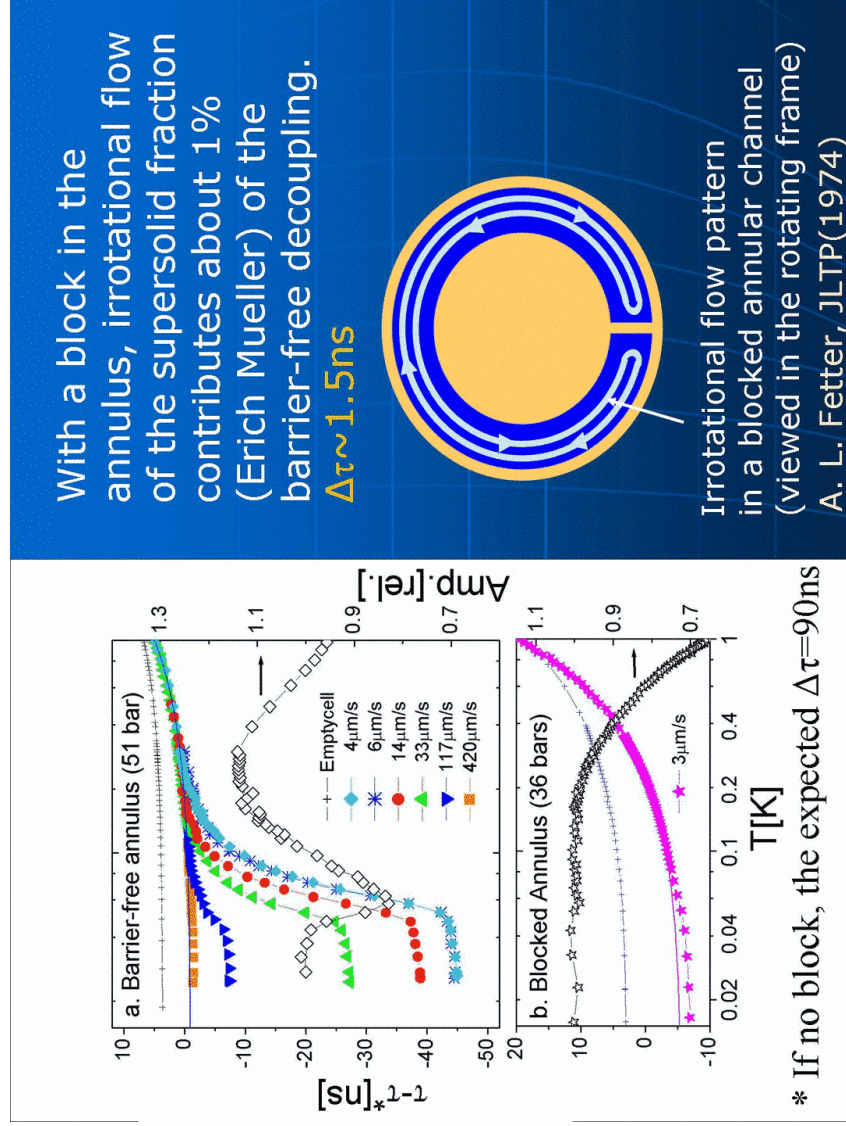 With a block in the
annulus, irrotational flow
of the supersolid fraction
contributes about 1%
(Erich Mueller) of the
barrier-free decoupling.
Δτ~1.5ns
Irrotational flow pattern
in a blocked annular channel
(viewed in the rotating frame)
A. L. Fetter, JLTP(1974)
a. Barrier-free annulus (51 bar)
10
0
-10
-20
-30
-40
-50
τ-τ*[ns]
1.3
1.1
0.9
0.7
Amp.[rel.]
Emptycell
4μm/s
6μm/s
14μm/s
33μm/s
117μm/s
420μm/s
b. Blocked Annulus (36 bars)
20
10
0
-10
1.1
0.9
0.7
3μm/s
0.02
0.04
0.1
0.2
0.4
1
T[K]
* If no block, the expected Δτ=90ns